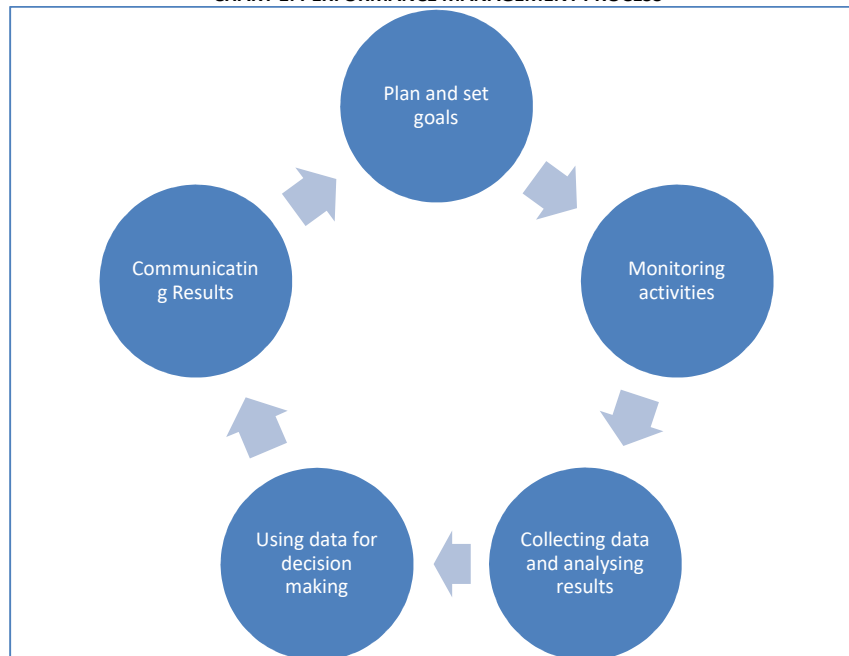 Plan and set
goals
Monitoring
activities
Collecting data
and analysing
results
Using data for
decision
making
Communicatin
g Results